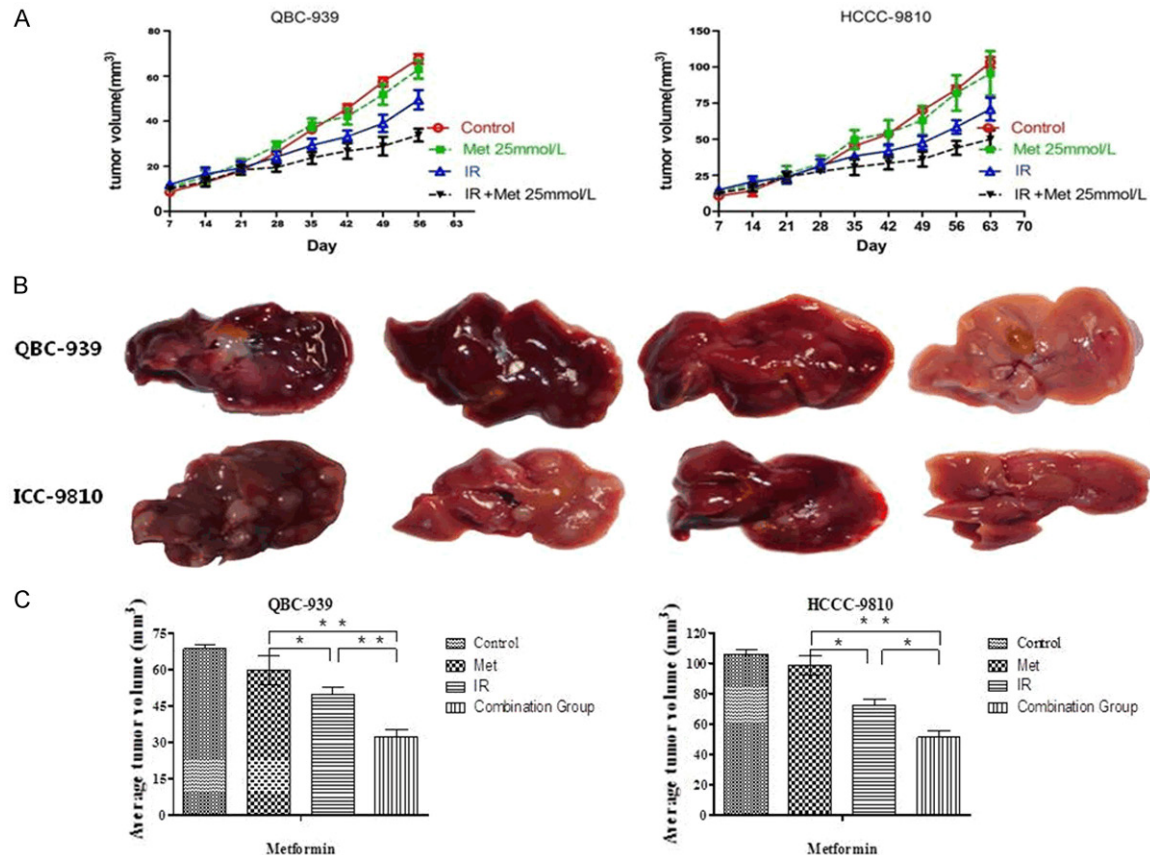 A
QBC-939
tumor volume(mm³)
80
60
40
20
0
7 14 21 28 35 42 49 56 63
Day
Control
Met 25mmol/L
IR
IR +Met 25mmol/L
HCCC-9810
tumor volume(mm³)
150
100
75
50
25
0
7 14 21 28 35 42 49 56 63 70
Day
Control
Met 25mmol/L
IR
IR +Met 25mmol/L
B
QBC-939
ICC-9810
C
QBC-939
Average tumor volume (mm³)
75
60
45
30
15
0
* *
*
* *
Control
Met
IR
Combination Group
Metformin
HCCC-9810
Average tumor volume (mm³)
120
100
80
60
40
20
0
* *
*
*
Control
Met
IR
Combination Group
Metformin